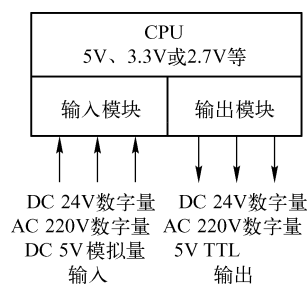 CPU
5V、3.3V或2.7V等
输入模块 输出模块
DC 24V数字量 DC 24V数字量
AC 220V数字量 AC 220V数字量
DC 5V模拟量 5V TTL
输入 输出